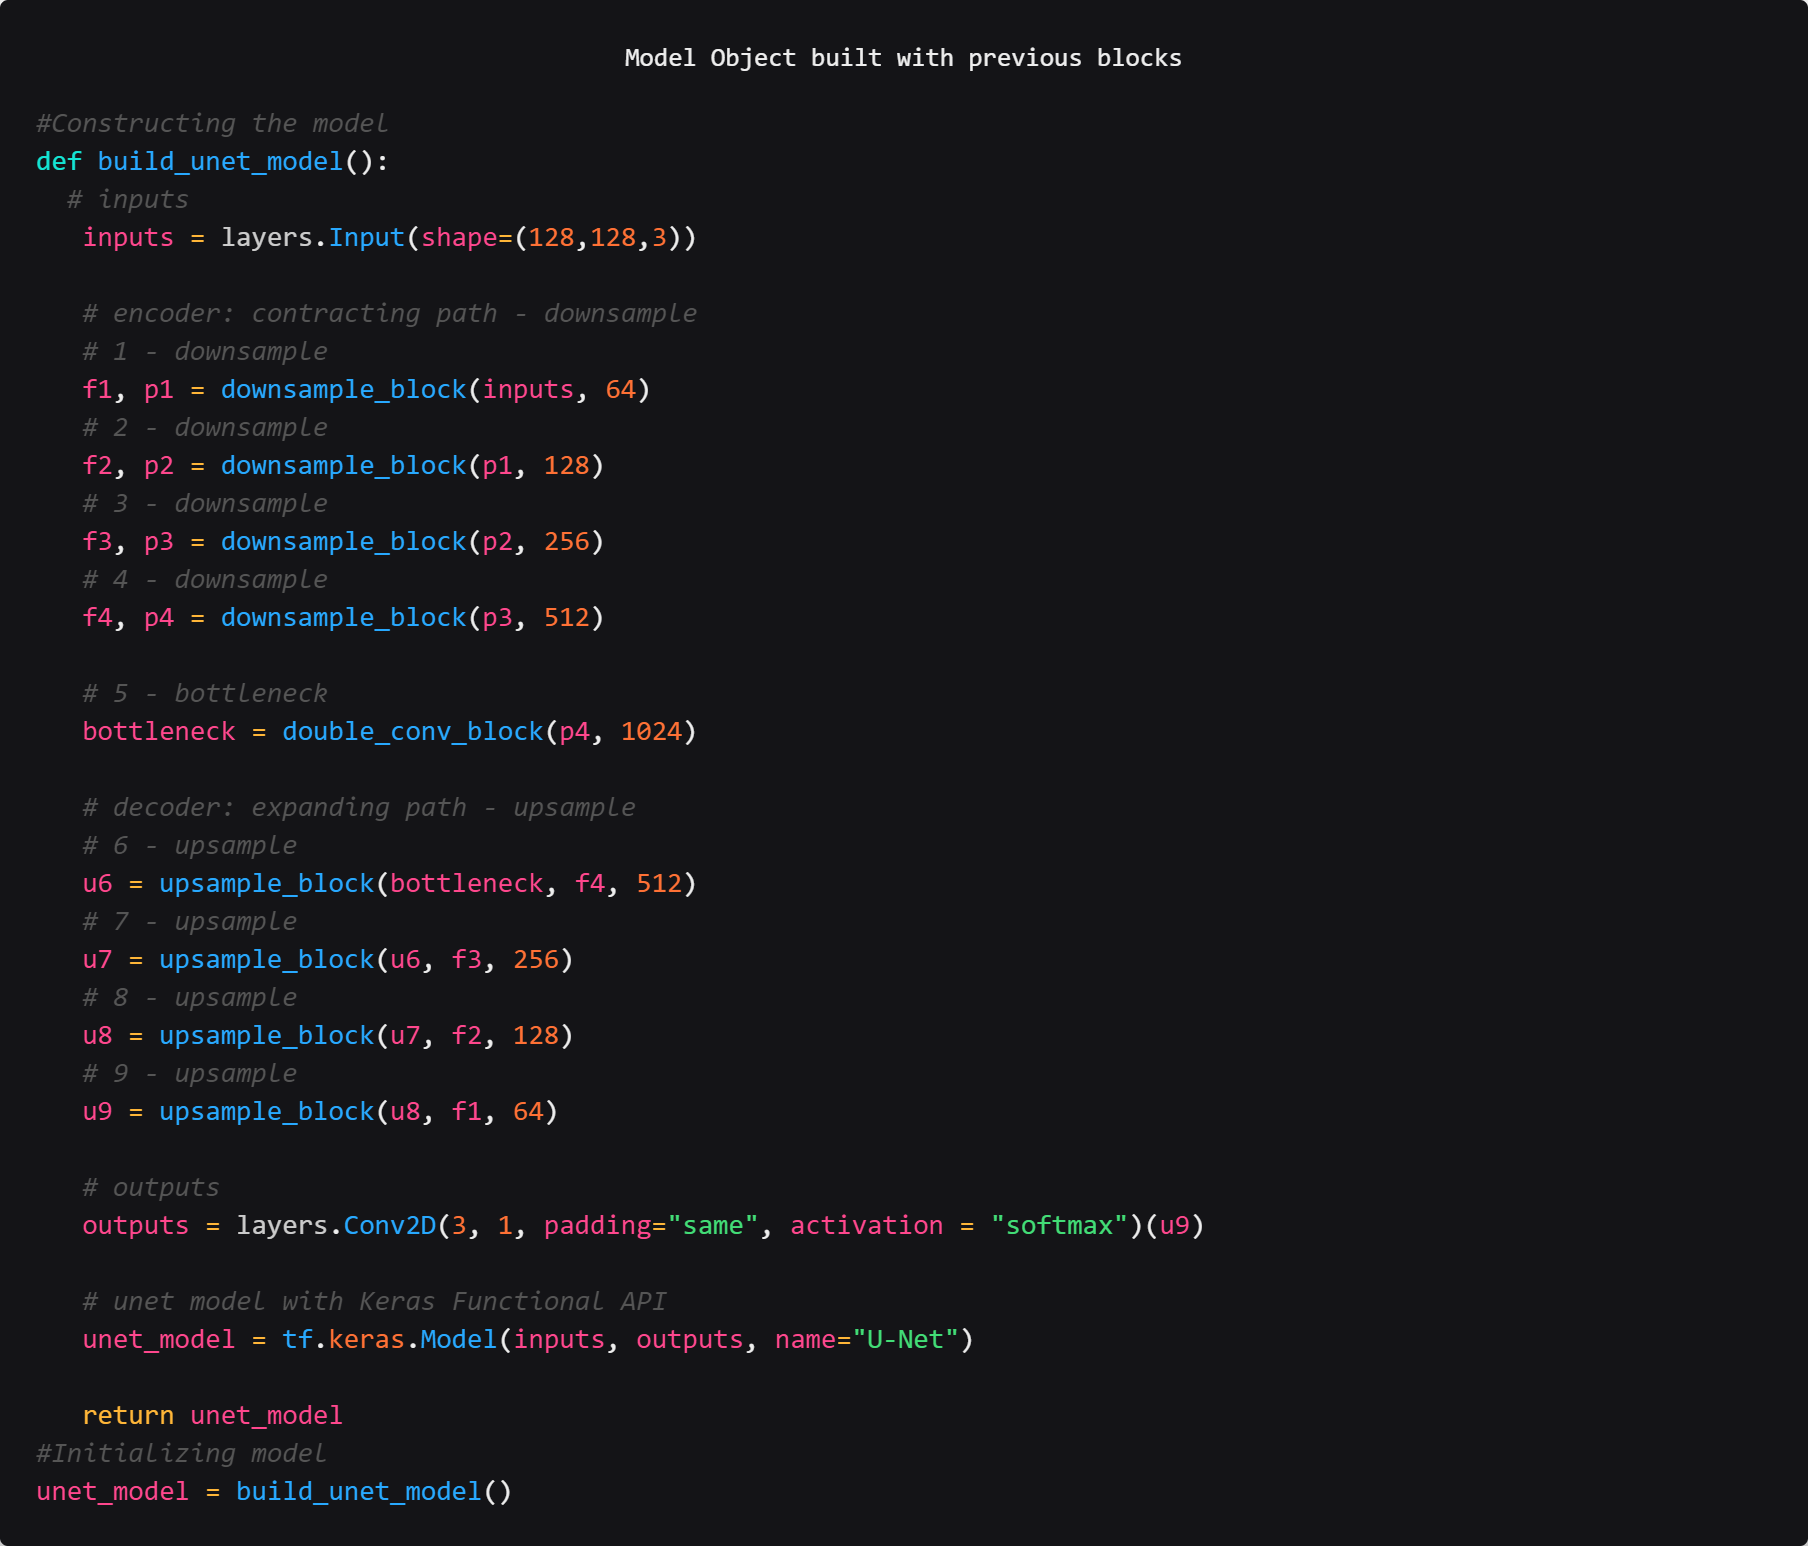 Model Object built with previous blocks
#Constructing the model
def build_unet_model():
  # inputs
   inputs = layers.Input(shape=(128,128,3))

   # encoder: contracting path - downsample
   # 1 - downsample
   f1, p1 = downsample_block(inputs, 64)
   # 2 - downsample
   f2, p2 = downsample_block(p1, 128)
   # 3 - downsample
   f3, p3 = downsample_block(p2, 256)
   # 4 - downsample
   f4, p4 = downsample_block(p3, 512)

   # 5 - bottleneck
   bottleneck = double_conv_block(p4, 1024)

   # decoder: expanding path - upsample
   # 6 - upsample
   u6 = upsample_block(bottleneck, f4, 512)
   # 7 - upsample
   u7 = upsample_block(u6, f3, 256)
   # 8 - upsample
   u8 = upsample_block(u7, f2, 128)
   # 9 - upsample
   u9 = upsample_block(u8, f1, 64)

   # outputs
   outputs = layers.Conv2D(3, 1, padding="same", activation = "softmax")(u9)

   # unet model with Keras Functional API
   unet_model = tf.keras.Model(inputs, outputs, name="U-Net")

   return unet_model
#Initializing model
unet_model = build_unet_model()